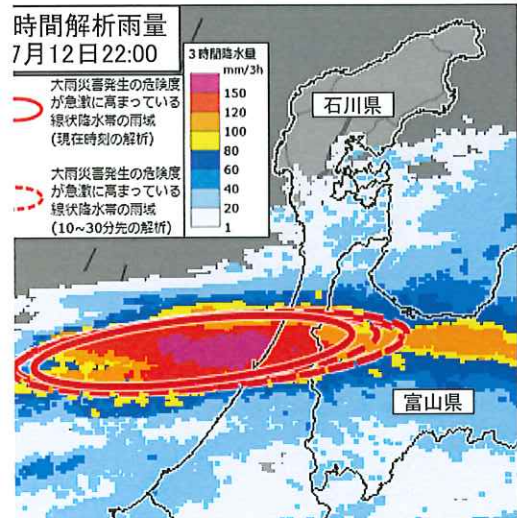 時間解析雨量
7月12日22:00
大雨災害発生の危険度
が急激に高まっている
線状降水帯の雨域
(現在時刻の解析)
大雨災害発生の危険度
が急激に高まっている
線状降水帯の雨域
(10~30分先の解析)
3時間降水量
mm/3h
150
120
100
80
60
40
20
1
石川県
富山県